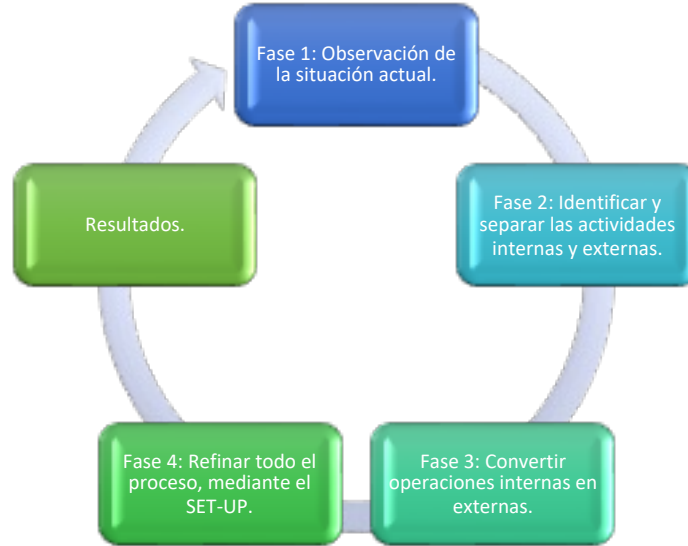 Fase 1: Observación de
la situación actual.
Fase 2: Identificar y
separar las actividades
internas y externas.
Fase 3: Convertir
operaciones internas en
externas.
Fase 4: Refinar todo el
proceso, mediante el
SET-UP.
Resultados.